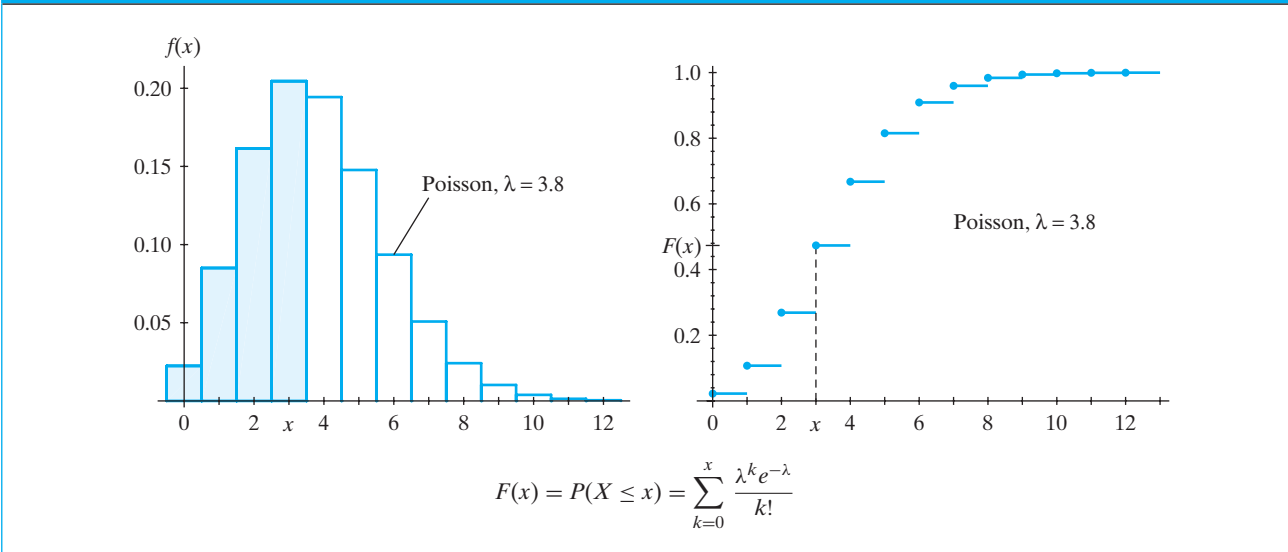 f(x)
0.20
0.15
0.10
0.05
0 2 x 4 6 8 10 12
Poisson, λ = 3.8
1.0
0.8
0.6
F(x)
0.4
0.2
0 2 x 4 6 8 10 12
Poisson, λ = 3.8
F(x) = P(X ≤ x) = ∑_{k=0}^{x} \frac{λ^k e^{−λ}}{k!}